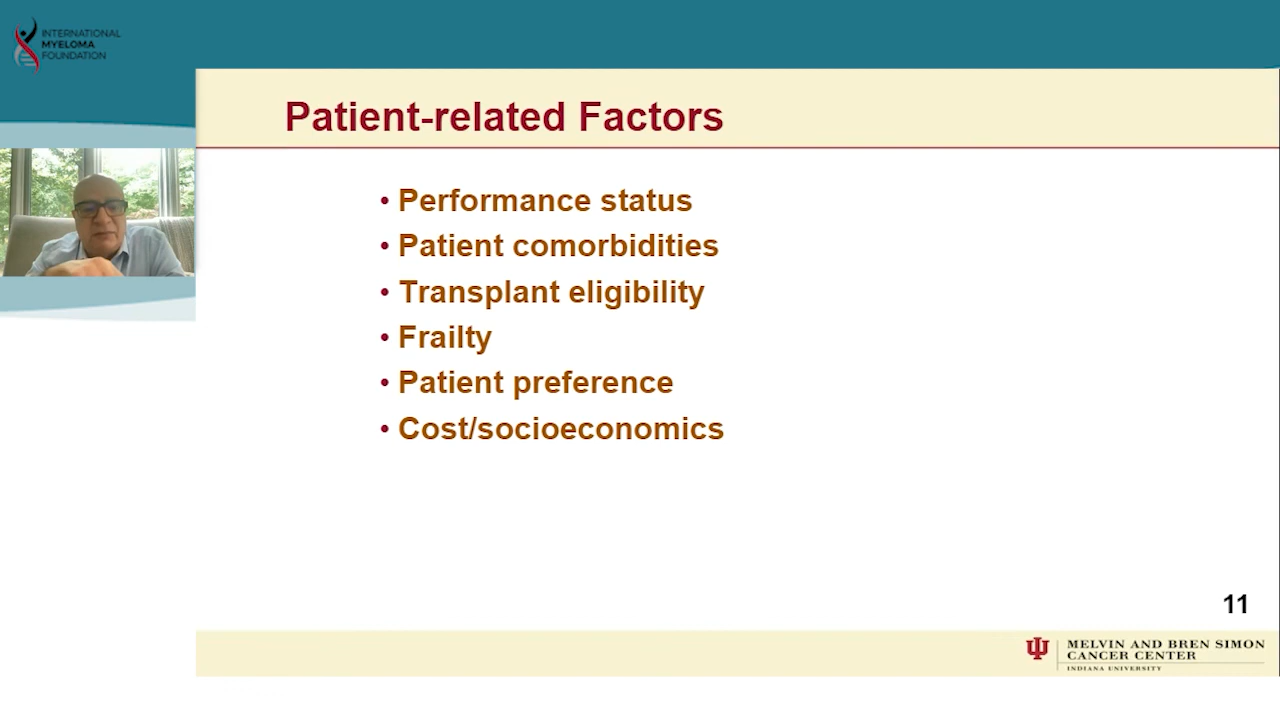 INTERNATIONAL
MYELOMA
FOUNDATION
Patient-related Factors
• Performance status
• Patient comorbidities
• Transplant eligibility
• Frailty
• Patient preference
• Cost/socioeconomics
11
MELVIN AND BREN SIMON
CANCER CENTER
INDIANA UNIVERSITY